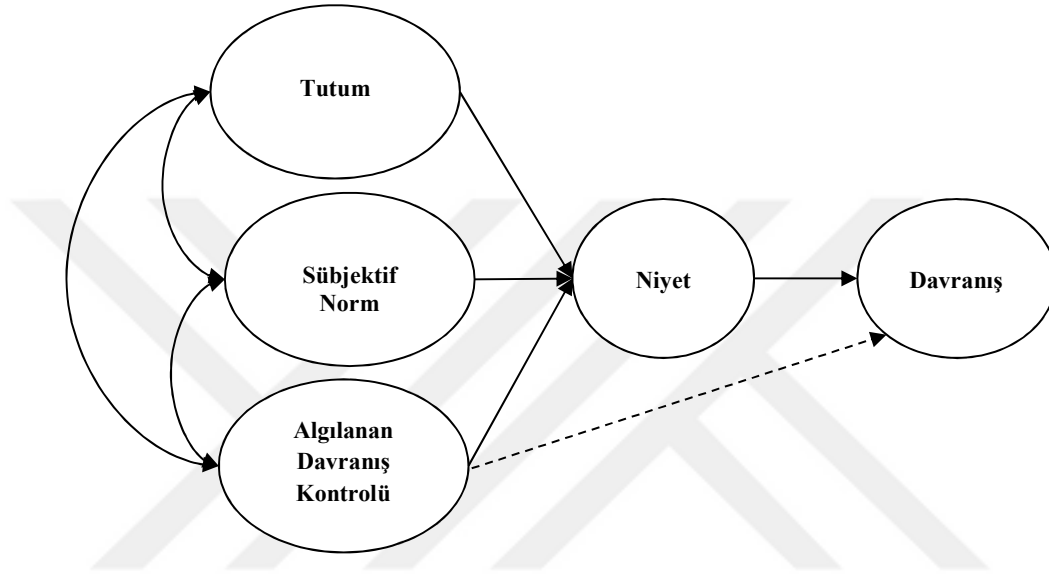 Tutum
Sübjektif
Norm
Algılanan
Davranış
Kontrolü
Niyet
Davranış